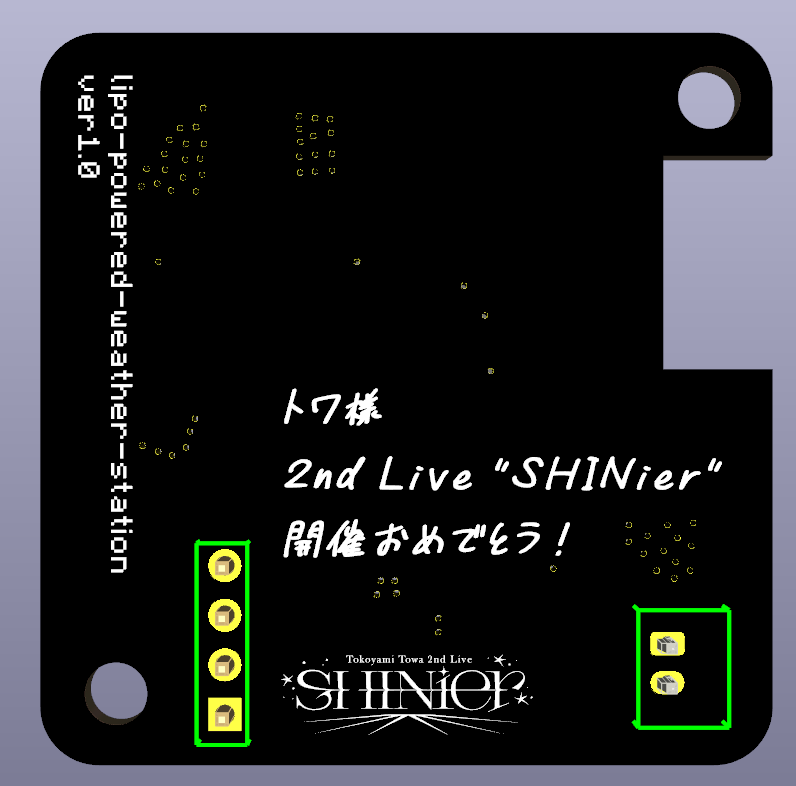 lipo-powered-weather-station
ver1.0
トワ様
2nd Live "SHINier"
開催おめでとう！
Tokoyami Towa 2nd Live
SHINier